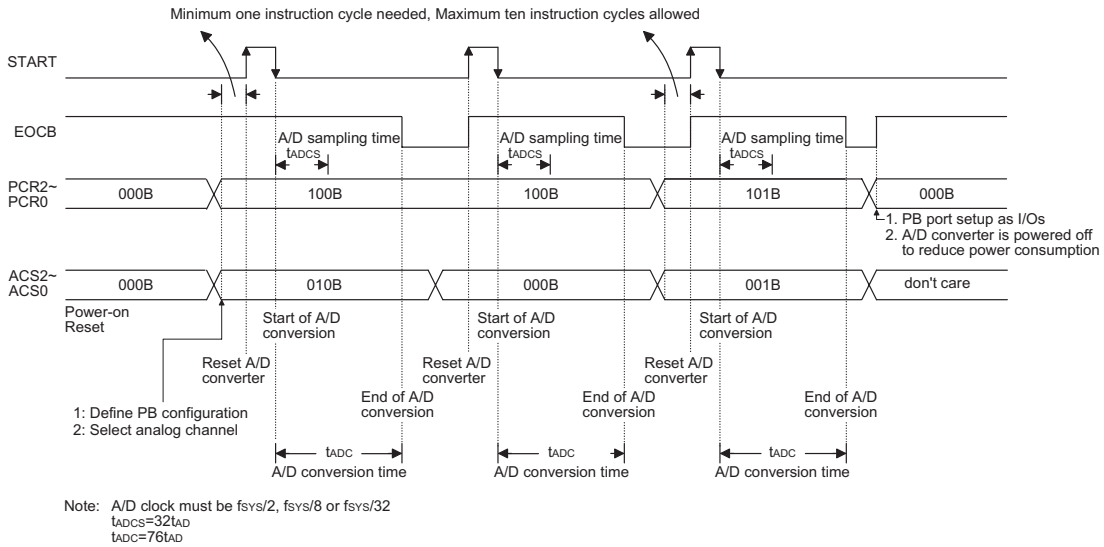 Minimum one instruction cycle needed, Maximum ten instruction cycles allowed
START
EOCB
A/D sampling time
tADCS
A/D sampling time
tADCS
A/D sampling time
tADCS
PCR2~
PCR0
000B
100B
100B
101B
000B
1. PB port setup as I/Os
2. A/D converter is powered off
to reduce power consumption
ACS2~
ACS0
000B
010B
000B
001B
don't care
Power-on
Reset
Start of A/D
conversion
Start of A/D
conversion
Start of A/D
conversion
Reset A/D
converter
Reset A/D
converter
Reset A/D
converter
End of A/D
conversion
End of A/D
conversion
End of A/D
conversion
1: Define PB configuration
2: Select analog channel
tADC
A/D conversion time
tADC
A/D conversion time
tADC
A/D conversion time
Note: A/D clock must be fSYS/2, fSYS/8 or fSYS/32
tADCS=32tAD
tADC=76tAD